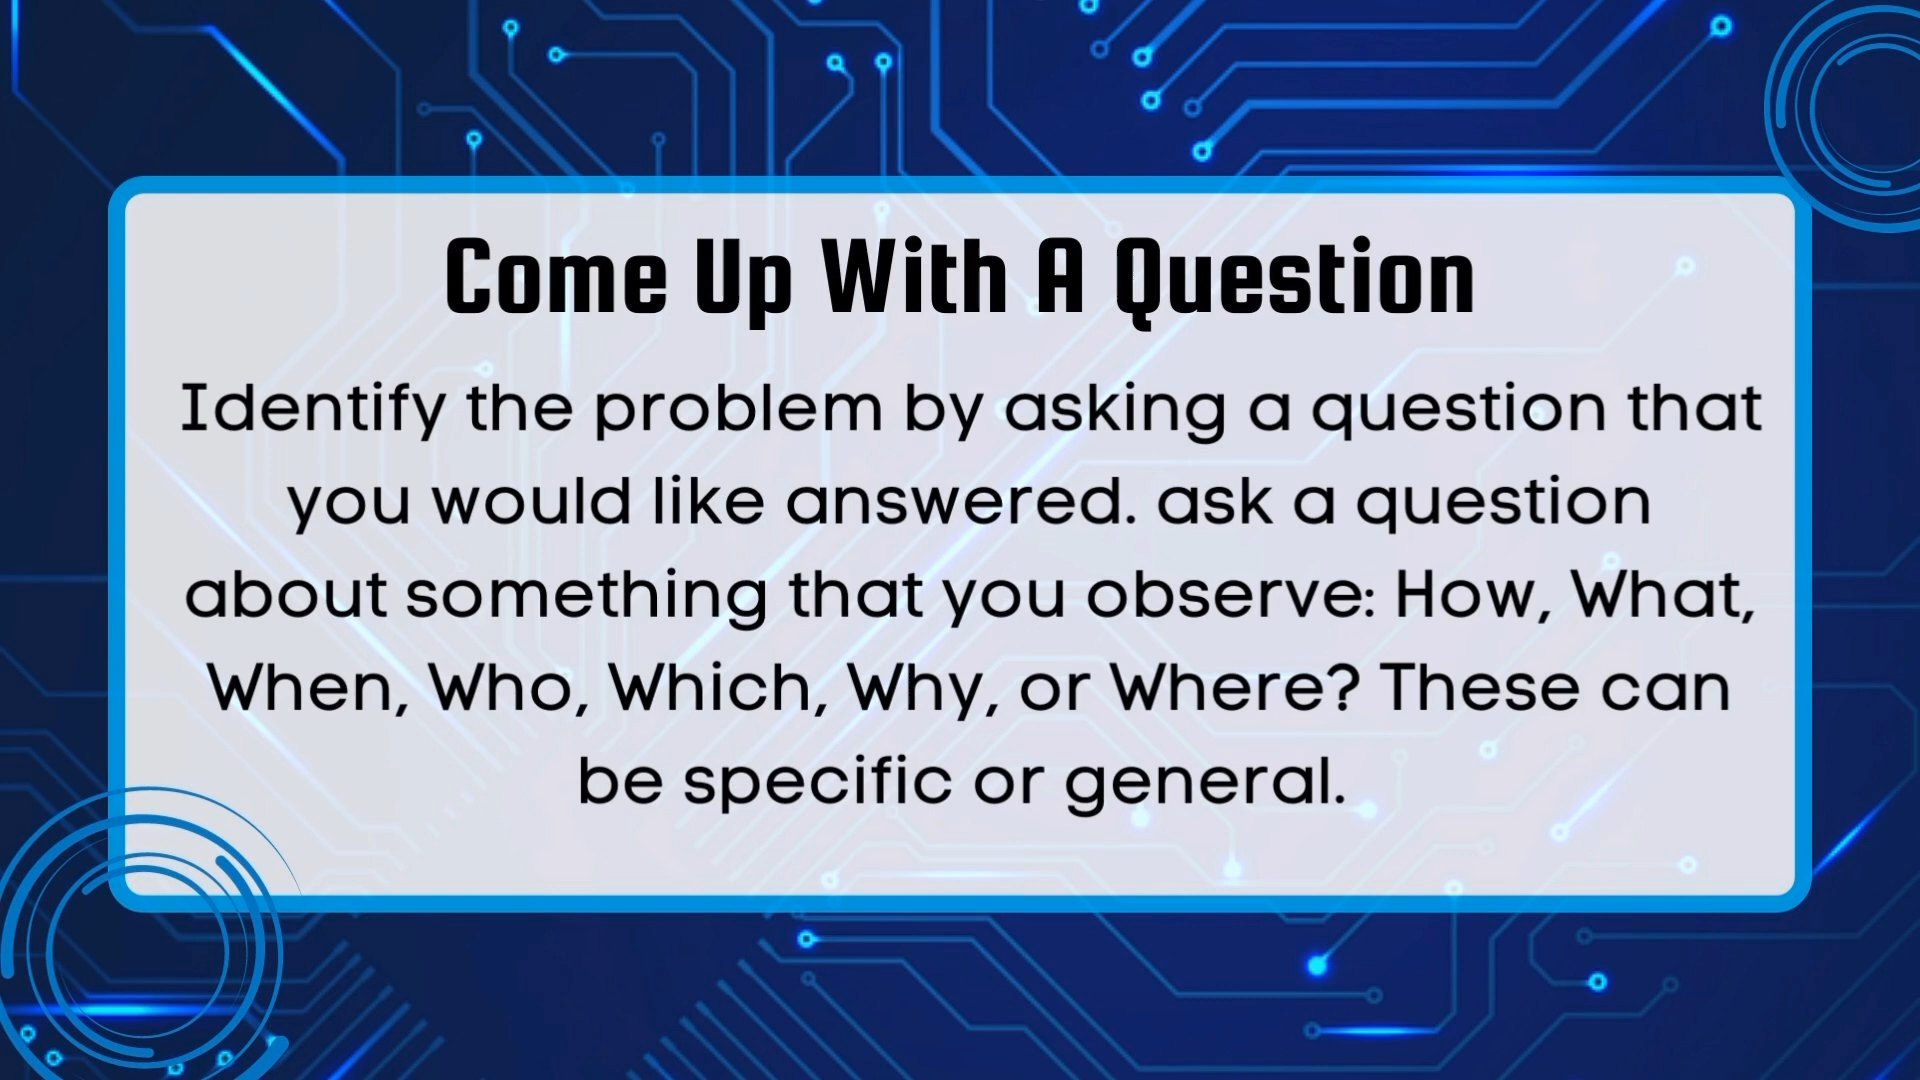 Come Up With A Question
Identify the problem by asking a question that
you would like answered. ask a question
about something that you observe: How, What,
When, Who, Which, Why, or Where? These can
be specific or general.